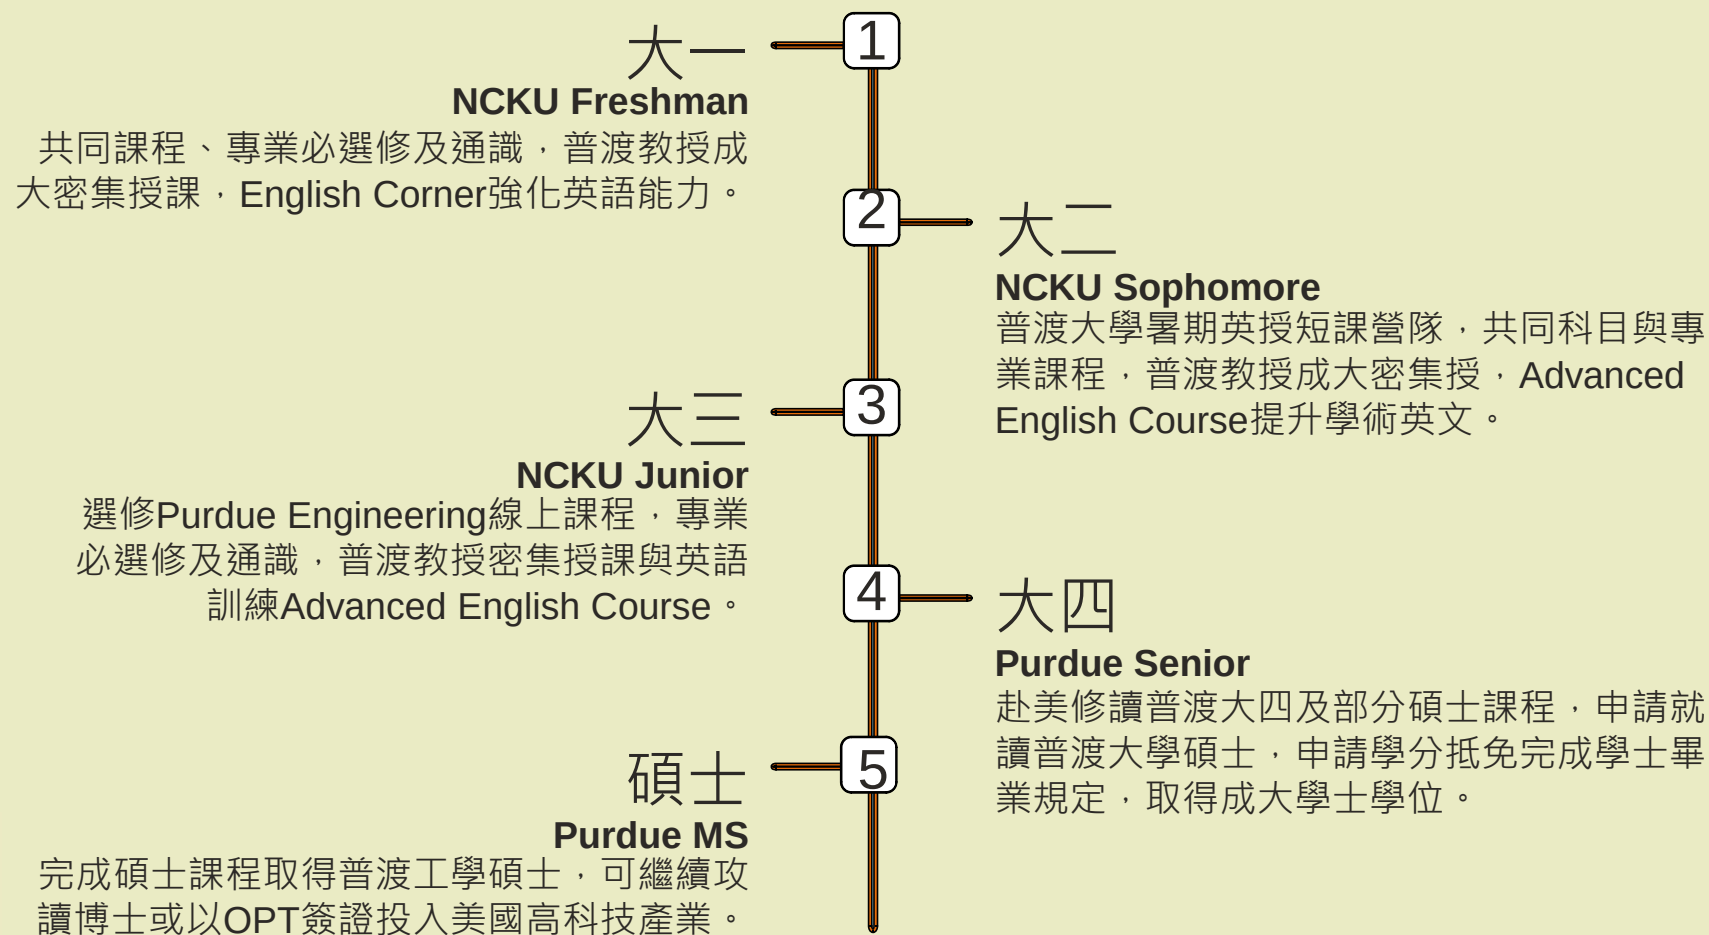 1
大一
NCKU Freshman
共同課程、專業必選修及通識，普渡教授成
大密集授課，English Corner強化英語能力。
2
大二
NCKU Sophomore
普渡大學暑期英授短課營隊，共同科目與專
業課程，普渡教授成大密集授，Advanced
English Course提升學術英文。
3
大三
NCKU Junior
選修Purdue Engineering線上課程，專業
必選修及通識，普渡教授密集授課與英語
訓練Advanced English Course。
4
大四
Purdue Senior
赴美修讀普渡大四及部分碩士課程，申請就
讀普渡大學碩士，申請學分抵免完成學士畢
業規定，取得成大學士學位。
5
碩士
Purdue MS
完成碩士課程取得普渡工學碩士，可繼續攻
讀博士或以OPT簽證投入美國高科技產業。